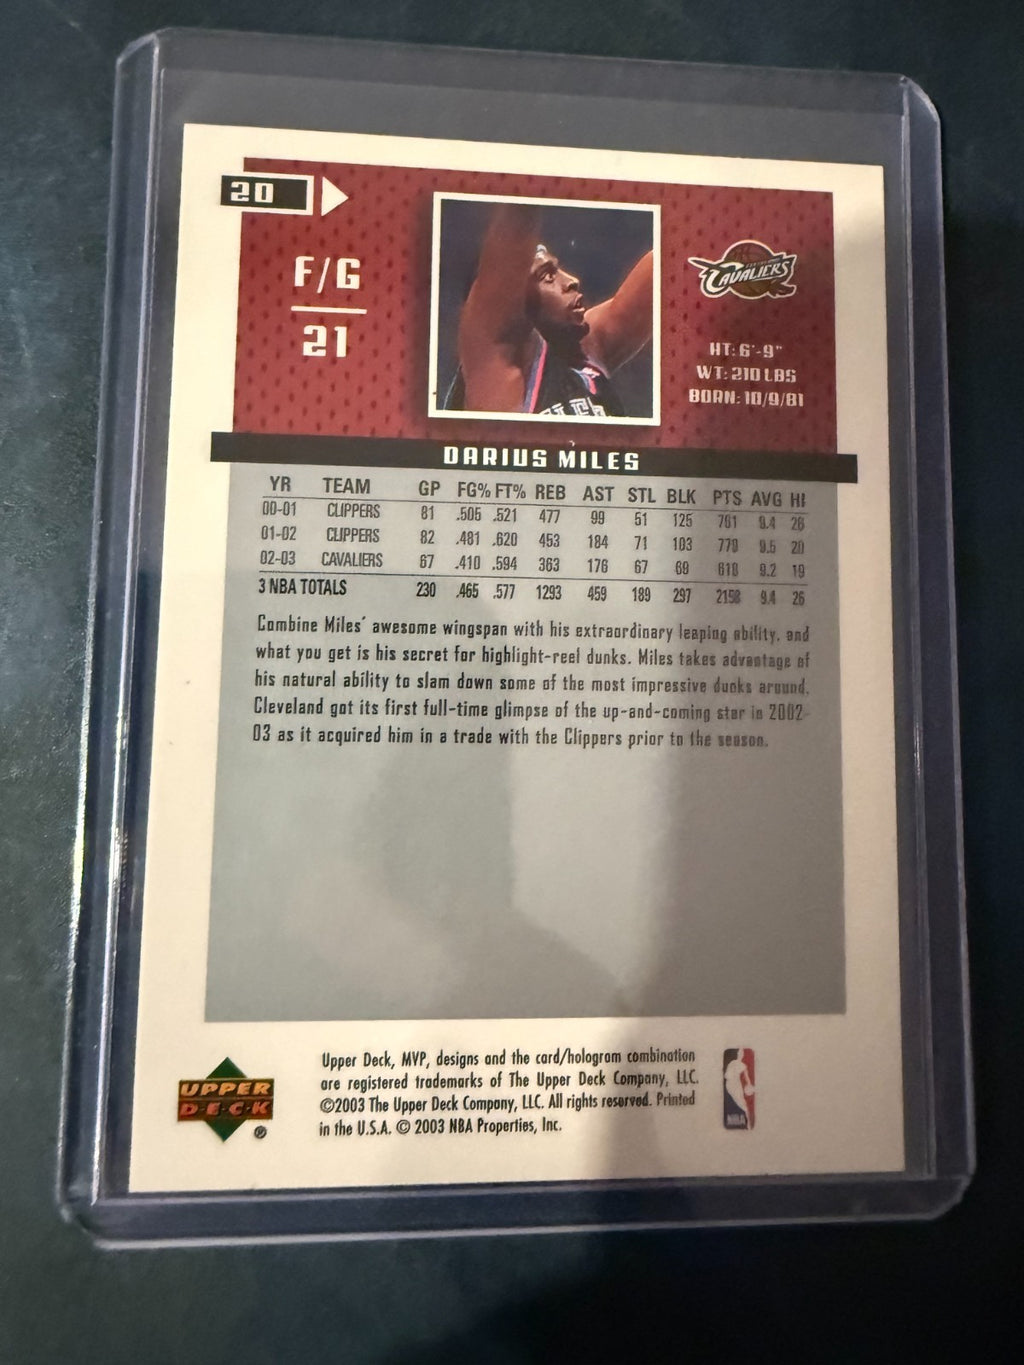 20
F/G
21
CAVALIERS
HT: 6'-9"
WT: 210 LBS
BORN: 10/9/81
DARIUS MILES
YR TEAM GP FG% FT% REB AST STL BLK PTS AVG HI
00-01 CLIPPERS 81 .505 .521 477 99 51 125 761 9.4 26
01-02 CLIPPERS 82 .481 .620 453 184 71 103 779 9.5 20
02-03 CAVALIERS 67 .410 .594 363 176 67 69 618 9.2 19
3 NBA TOTALS 230 .465 .577 1293 459 189 297 2158 9.4 26
Combine Miles' awesome wingspan with his extraordinary leaping ability, and
what you get is his secret for highlight-reel dunks. Miles takes advantage of
his natural ability to slam down some of the most impressive dunks around.
Cleveland got its first full-time glimpse of the up-and-coming star in 2002-
03 as it acquired him in a trade with the Clippers prior to the season.
UPPER
D·E·C·K
®
Upper Deck, MVP, designs and the card/hologram combination
are registered trademarks of The Upper Deck Company, LLC.
©2003 The Upper Deck Company, LLC. All rights reserved. Printed
in the U.S.A. © 2003 NBA Properties, Inc.
NBA